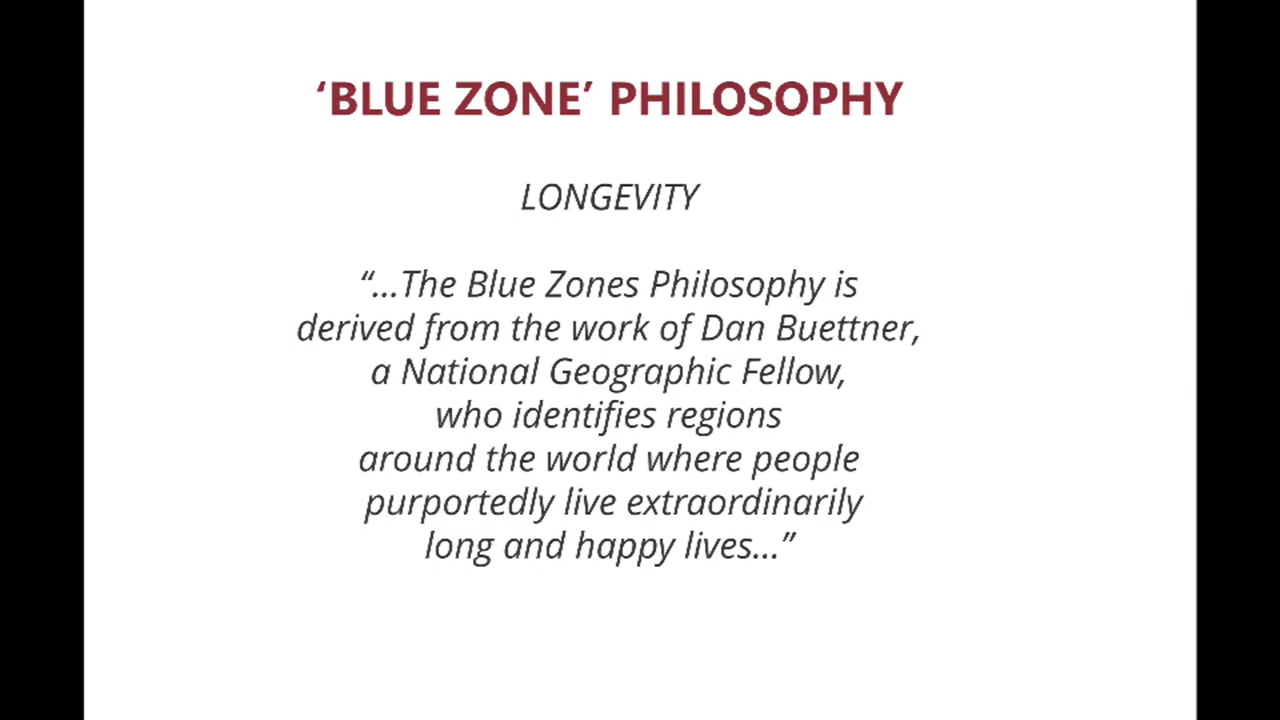 ‘BLUE ZONE’ PHILOSOPHY
LONGEVITY
“...The Blue Zones Philosophy is
derived from the work of Dan Buettner,
a National Geographic Fellow,
who identifies regions
around the world where people
purportedly live extraordinarily
long and happy lives...”